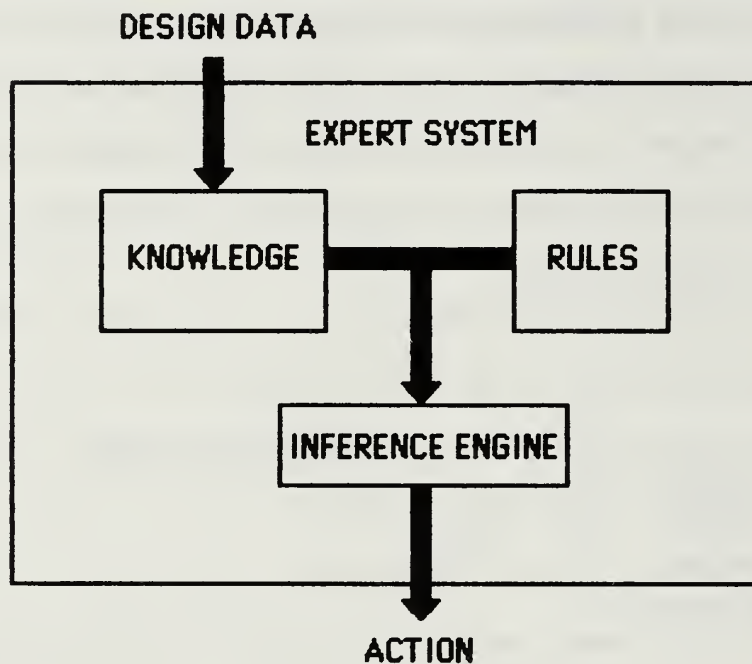 DESIGN DATA
EXPERT SYSTEM
KNOWLEDGE
RULES
INFERENCE ENGINE
ACTION